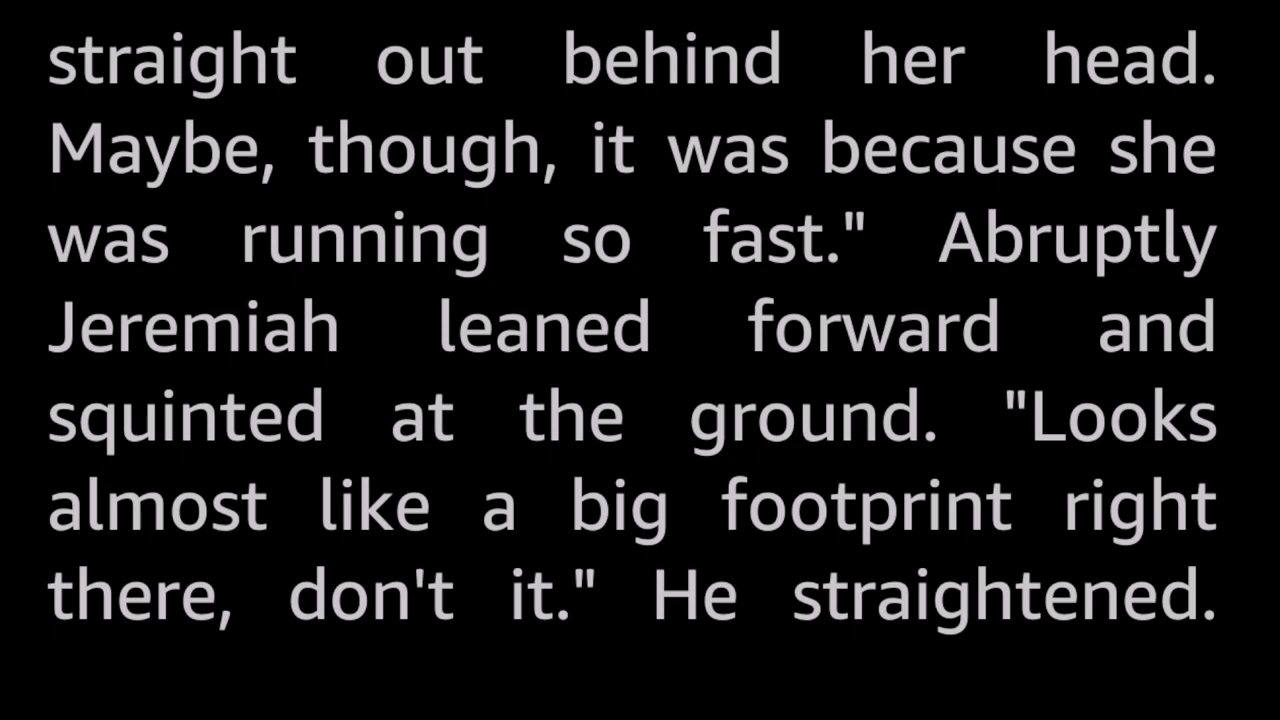 straight out behind her head.
Maybe, though, it was because she
was running so fast." Abruptly
Jeremiah leaned forward and
squinted at the ground. "Looks
almost like a big footprint right
there, don't it." He straightened.